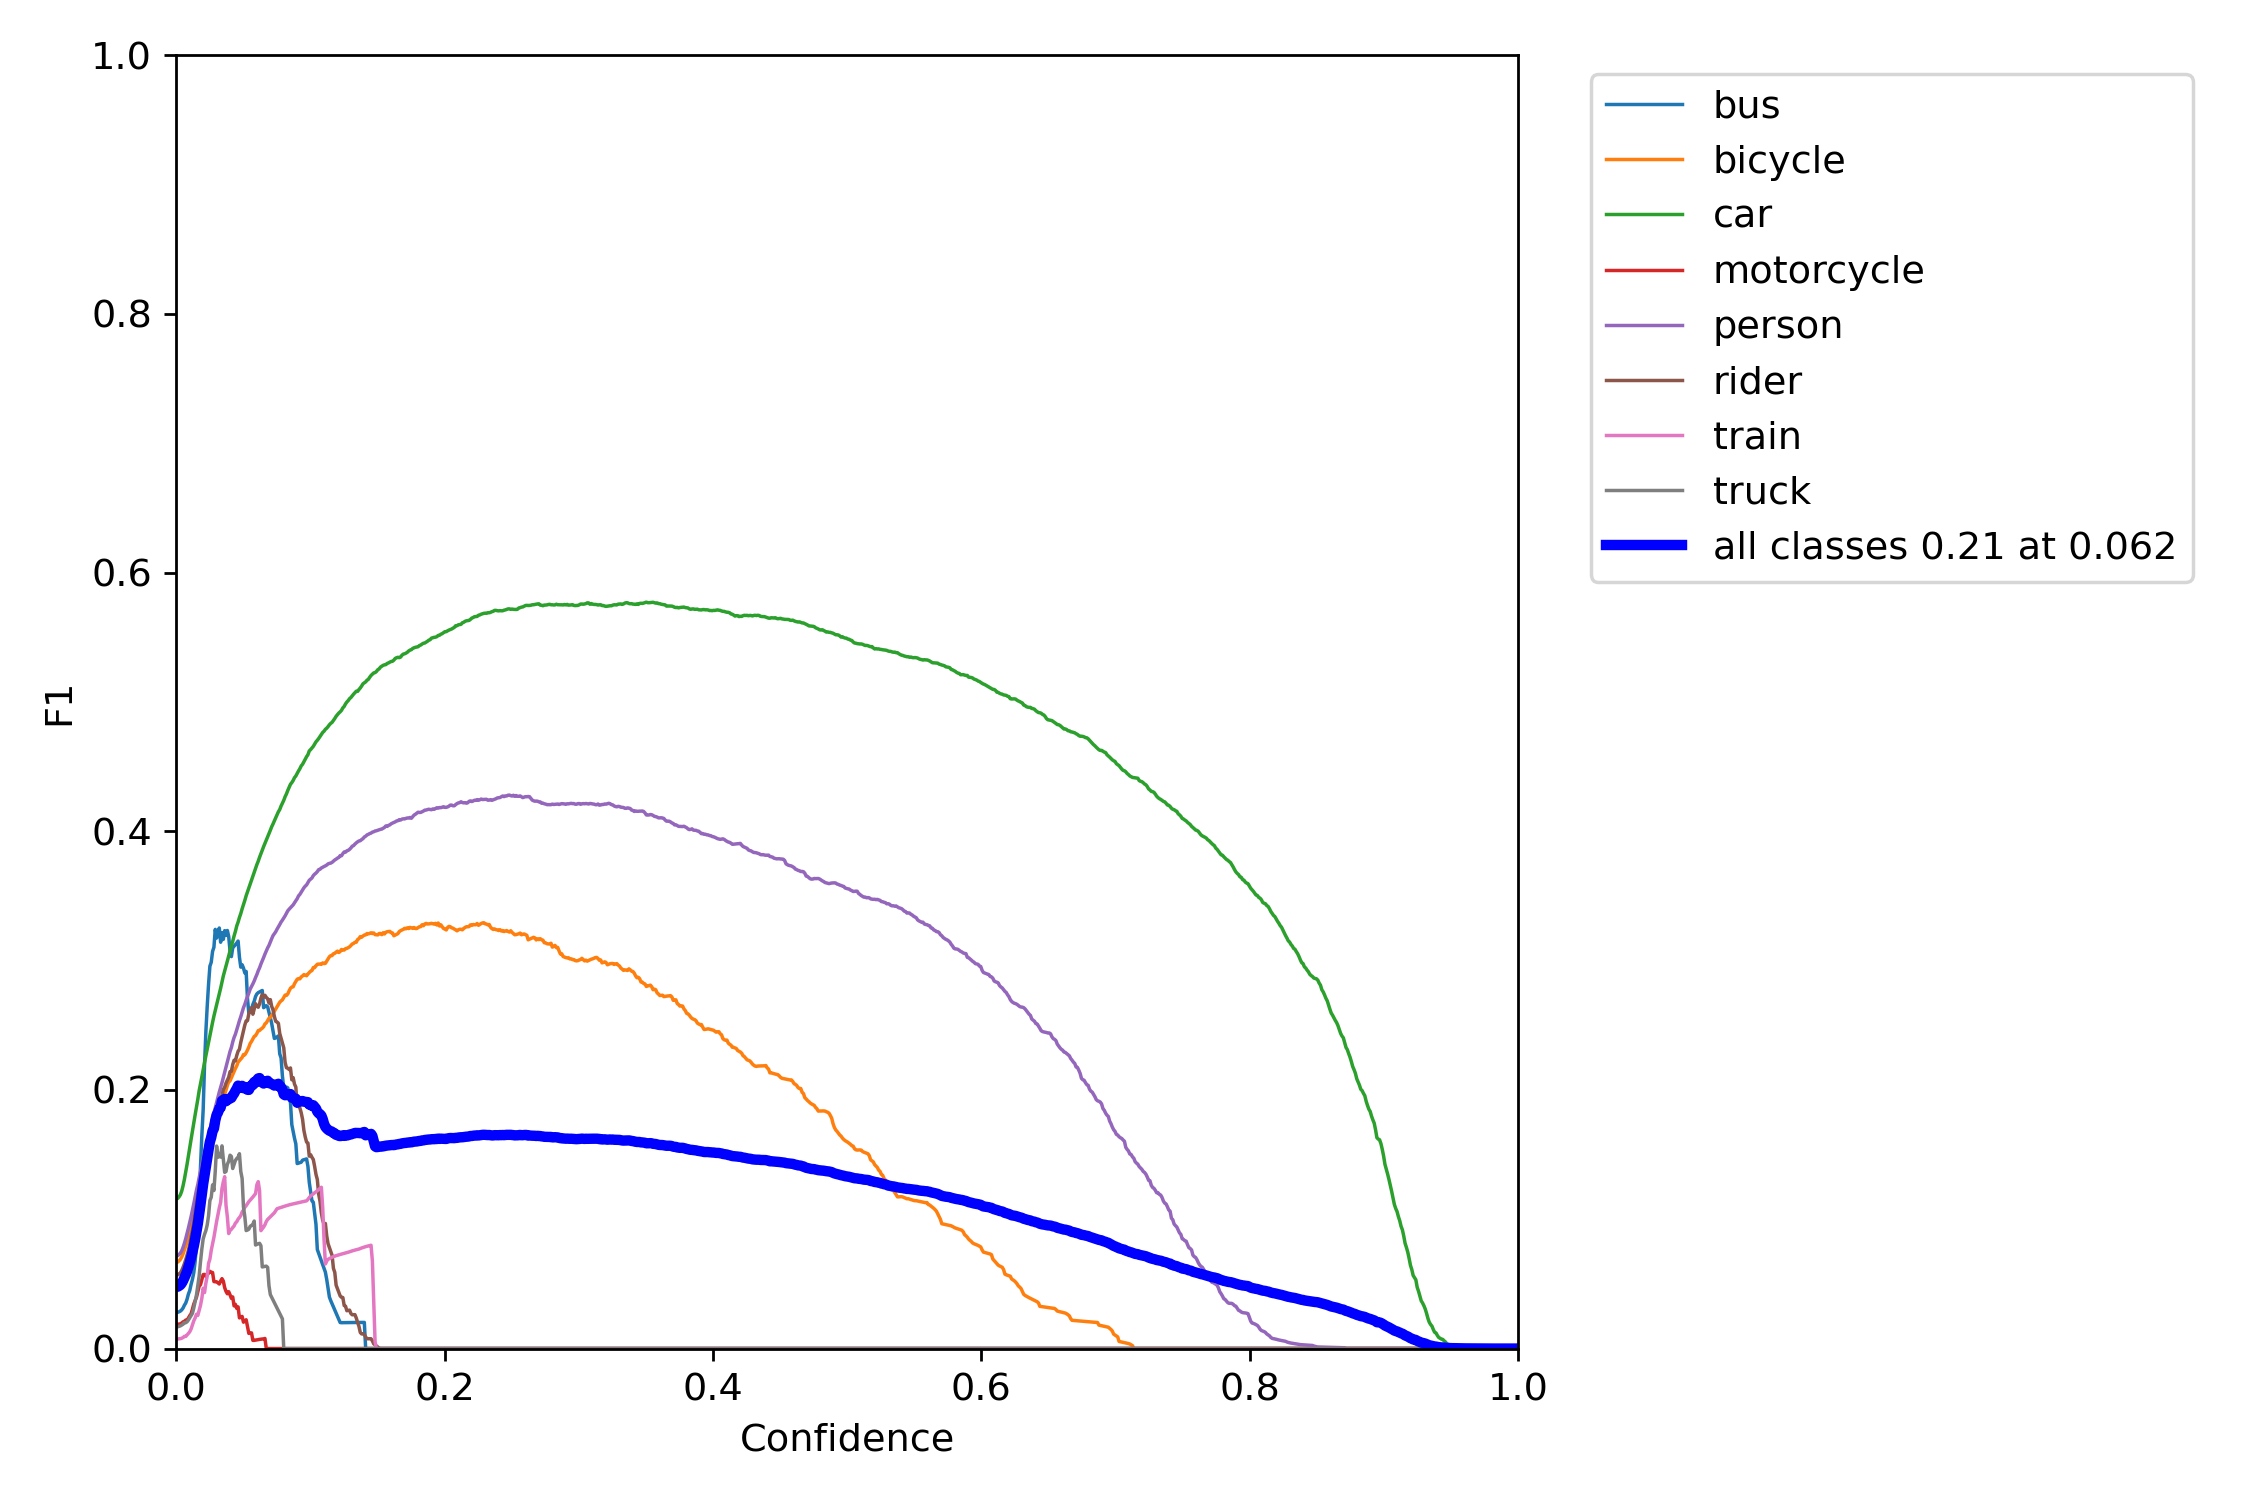 1.0
0.8
0.6
0.4
0.2
0.0
F1
0.0 0.2 0.4 0.6 0.8 1.0
Confidence
bus
bicycle
car
motorcycle
person
rider
train
truck
all classes 0.21 at 0.062